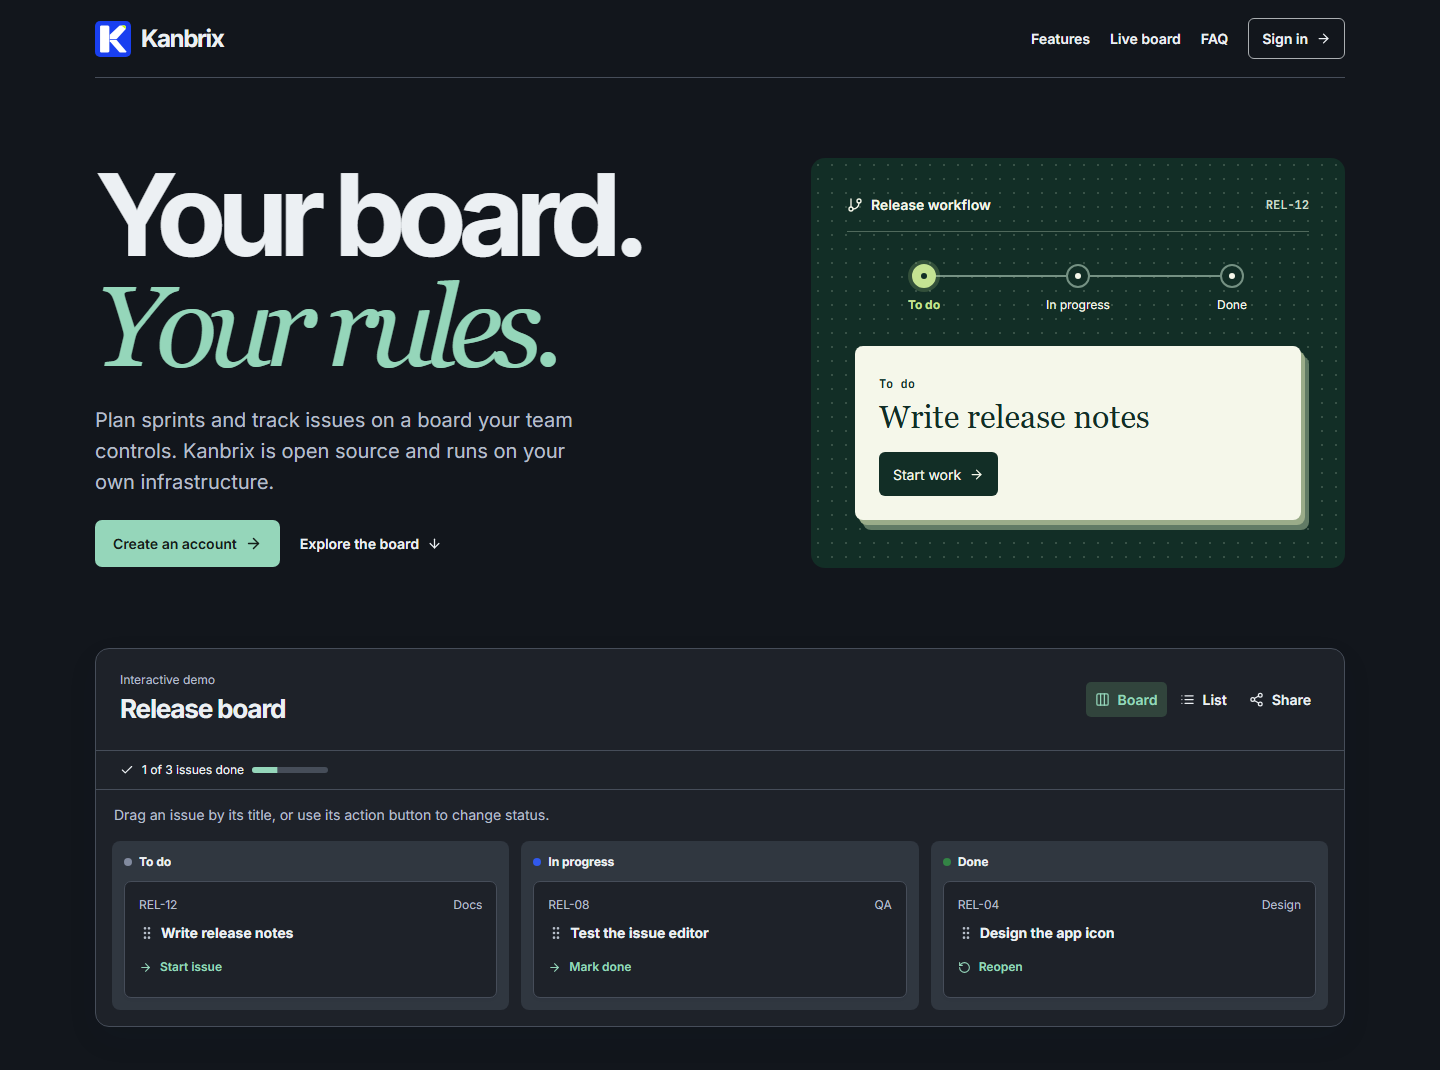 Kanbrix
Features
Live board
FAQ
Sign in
Your board.
Your rules.
Plan sprints and track issues on a board your team
controls. Kanbrix is open source and runs on your
own infrastructure.
Create an account
Explore the board
Release workflow
REL-12
To do
In progress
Done
To do
Write release notes
Start work
Interactive demo
Release board
Board
List
Share
1 of 3 issues done
Drag an issue by its title, or use its action button to change status.
To do
REL-12
Docs
Write release notes
Start issue
In progress
REL-08
QA
Test the issue editor
Mark done
Done
REL-04
Design
Design the app icon
Reopen